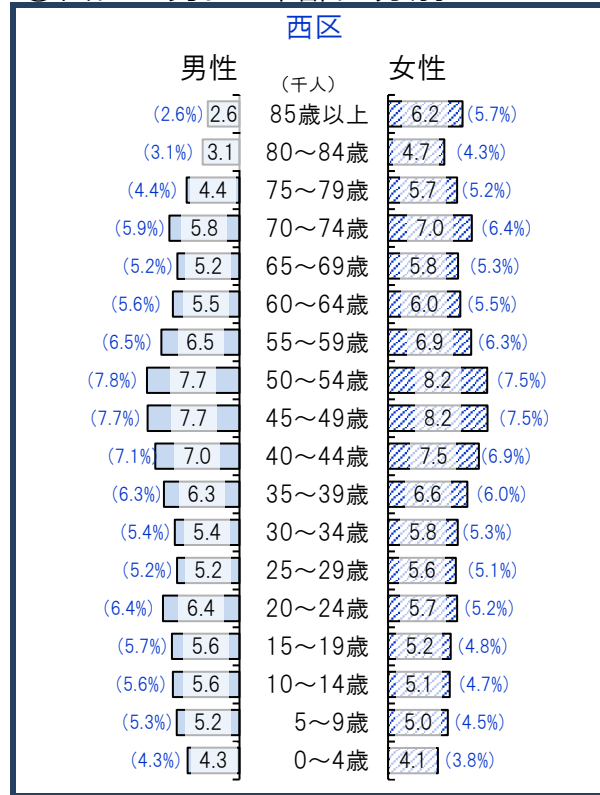 西区
男性 (千人) 女性
(2.6%) 2.6 85歳以上 6.2 (5.7%)
(3.1%) 3.1 80～84歳 4.7 (4.3%)
(4.4%) 4.4 75～79歳 5.7 (5.2%)
(5.9%) 5.8 70～74歳 7.0 (6.4%)
(5.2%) 5.2 65～69歳 5.8 (5.3%)
(5.6%) 5.5 60～64歳 6.0 (5.5%)
(6.5%) 6.5 55～59歳 6.9 (6.3%)
(7.8%) 7.7 50～54歳 8.2 (7.5%)
(7.7%) 7.7 45～49歳 8.2 (7.5%)
(7.1%) 7.0 40～44歳 7.5 (6.9%)
(6.3%) 6.3 35～39歳 6.6 (6.0%)
(5.4%) 5.4 30～34歳 5.8 (5.3%)
(5.2%) 5.2 25～29歳 5.6 (5.1%)
(6.4%) 6.4 20～24歳 5.7 (5.2%)
(5.7%) 5.6 15～19歳 5.2 (4.8%)
(5.6%) 5.6 10～14歳 5.1 (4.7%)
(5.3%) 5.2 5～9歳 5.0 (4.5%)
(4.3%) 4.3 0～4歳 4.1 (3.8%)